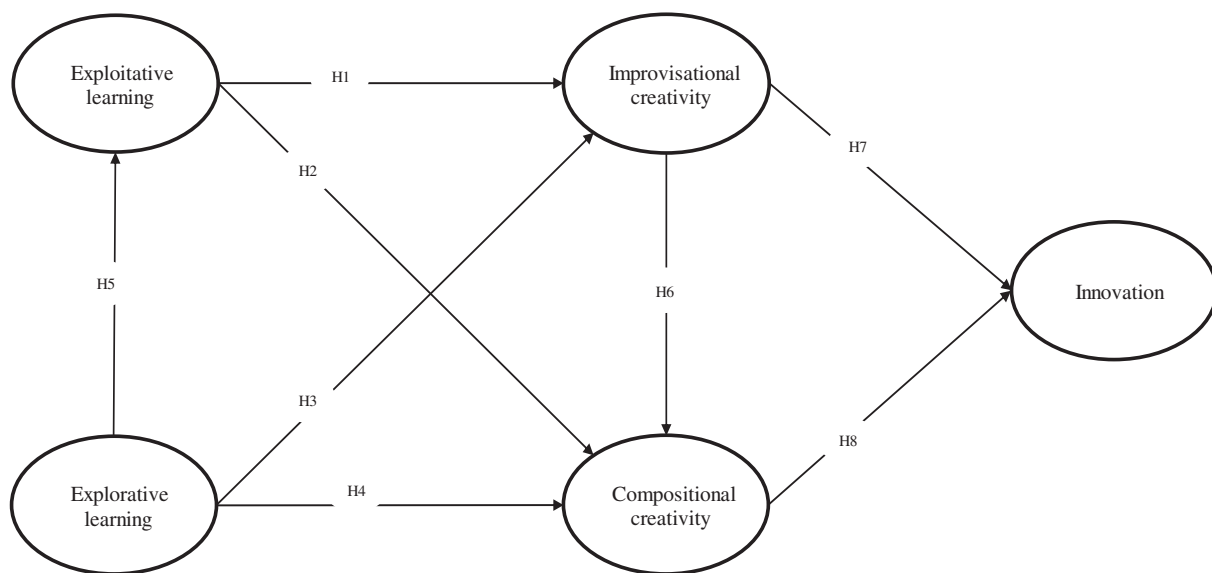 Exploitative
learning
H1
Improvisational
creativity
H2
H7
H5
H6
Innovation
H3
H8
Explorative
learning
H4
Compositional
creativity